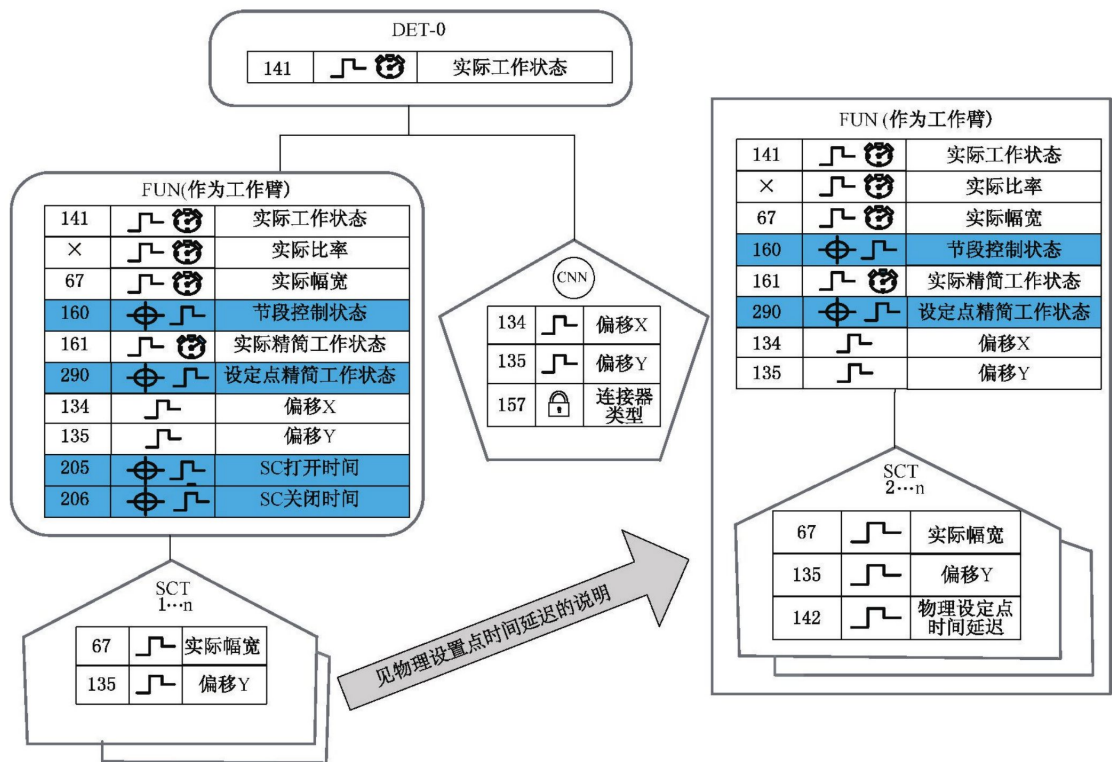 DET-0
141 实际工作状态
FUN(作为工作臂)
141 实际工作状态
× 实际比率
67 实际幅宽
160 节段控制状态
161 实际精简工作状态
290 设定点精简工作状态
134 偏移X
135 偏移Y
205 SC打开时间
206 SC关闭时间
SCT
1…n
67 实际幅宽
135 偏移Y
CNN
134 偏移X
135 偏移Y
157 连接器
类型
见物理设置点时间延迟的说明
FUN (作为工作臂)
141 实际工作状态
× 实际比率
67 实际幅宽
160 节段控制状态
161 实际精简工作状态
290 设定点精简工作状态
134 偏移X
135 偏移Y
SCT
2…n
67 实际幅宽
135 偏移Y
142 物理设定点
时间延迟